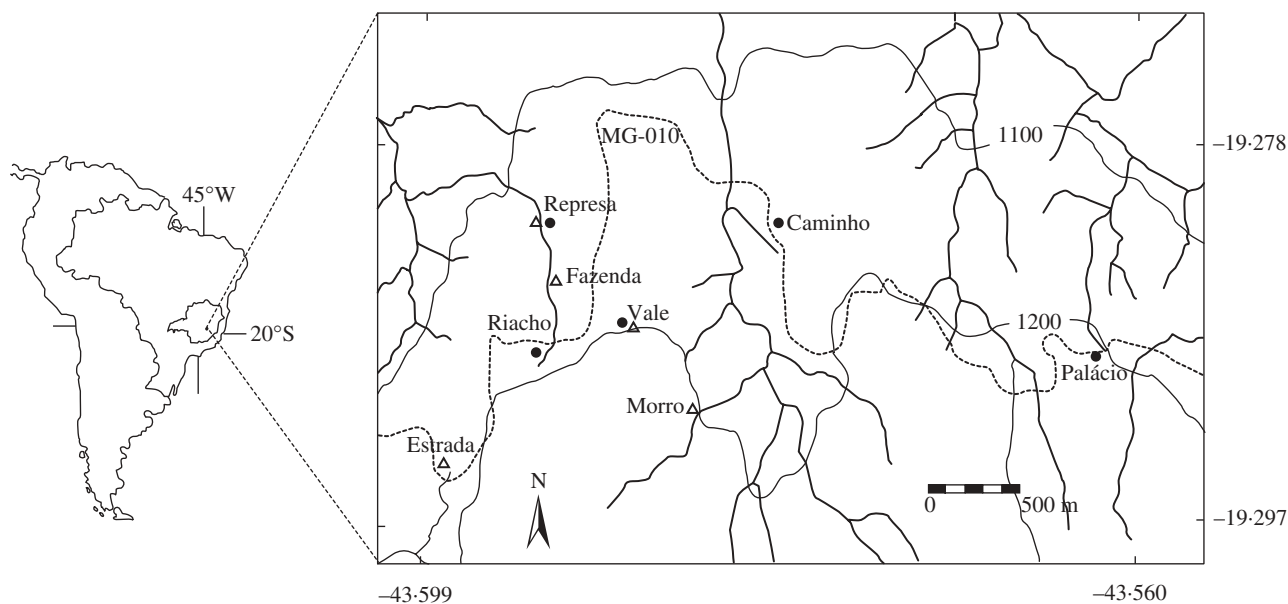 45°W
20°S
MG-010
1100
−19·278
Represa
Caminho
Fazenda
Riacho
Vale
1200
Palácio
Morro
Estrada
N
0 500 m
−19·297
−43·599 −43·560